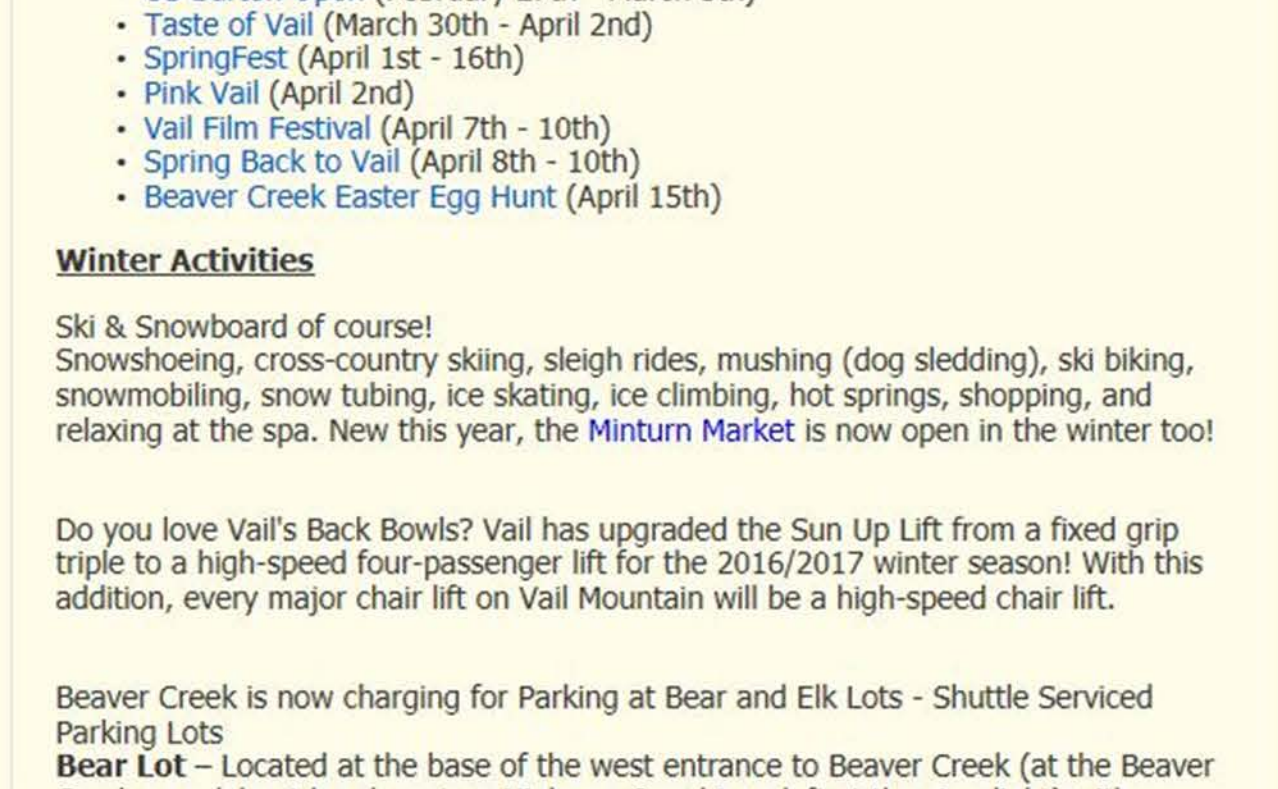 • Taste of Vail (March 30th - April 2nd)
• SpringFest (April 1st - 16th)
• Pink Vail (April 2nd)
• Vail Film Festival (April 7th - 10th)
• Spring Back to Vail (April 8th - 10th)
• Beaver Creek Easter Egg Hunt (April 15th)
Winter Activities
Ski & Snowboard of course!
Snowshoeing, cross-country skiing, sleigh rides, mushing (dog sledding), ski biking,
snowmobiling, snow tubing, ice skating, ice climbing, hot springs, shopping, and
relaxing at the spa. New this year, the Minturn Market is now open in the winter too!
Do you love Vail's Back Bowls? Vail has upgraded the Sun Up Lift from a fixed grip
triple to a high-speed four-passenger lift for the 2016/2017 winter season! With this
addition, every major chair lift on Vail Mountain will be a high-speed chair lift.
Beaver Creek is now charging for Parking at Bear and Elk Lots - Shuttle Serviced
Parking Lots
Bear Lot – Located at the base of the west entrance to Beaver Creek (at the Beaver